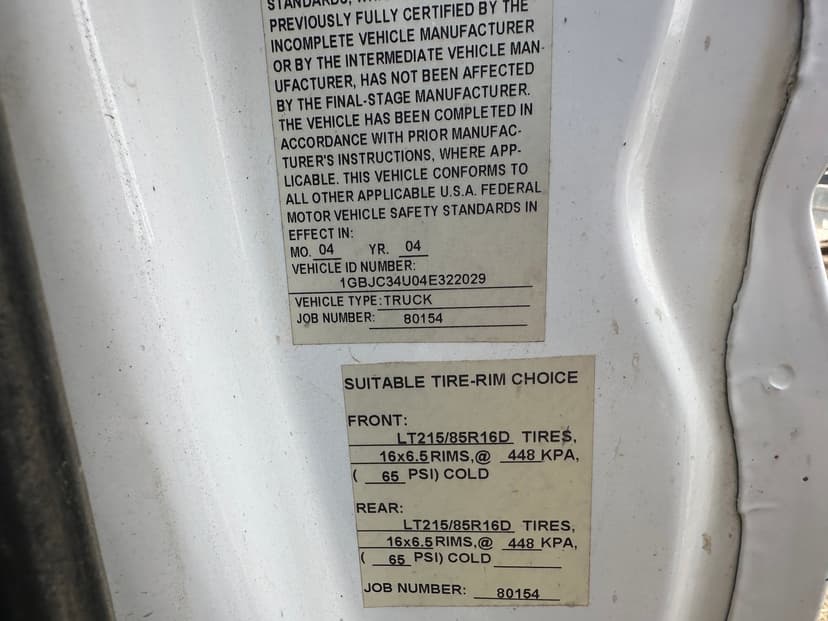 STANDARDS,
PREVIOUSLY FULLY CERTIFIED BY THE
INCOMPLETE VEHICLE MANUFACTURER
OR BY THE INTERMEDIATE VEHICLE MAN-
UFACTURER, HAS NOT BEEN AFFECTED
BY THE FINAL-STAGE MANUFACTURER.
THE VEHICLE HAS BEEN COMPLETED IN
ACCORDANCE WITH PRIOR MANUFAC-
TURER'S INSTRUCTIONS, WHERE APP-
LICABLE. THIS VEHICLE CONFORMS TO
ALL OTHER APPLICABLE U.S.A. FEDERAL
MOTOR VEHICLE SAFETY STANDARDS IN
EFFECT IN:
MO. 04 YR. 04
VEHICLE ID NUMBER:
1GBJC34U04E322029
VEHICLE TYPE: TRUCK
JOB NUMBER: 80154
SUITABLE TIRE-RIM CHOICE
FRONT:
LT215/85R16D TIRES,
16x6.5 RIMS,@ 448 KPA,
( 65 PSI) COLD
REAR:
LT215/85R16D TIRES,
16x6.5 RIMS,@ 448 KPA,
( 65 PSI) COLD
JOB NUMBER: 80154